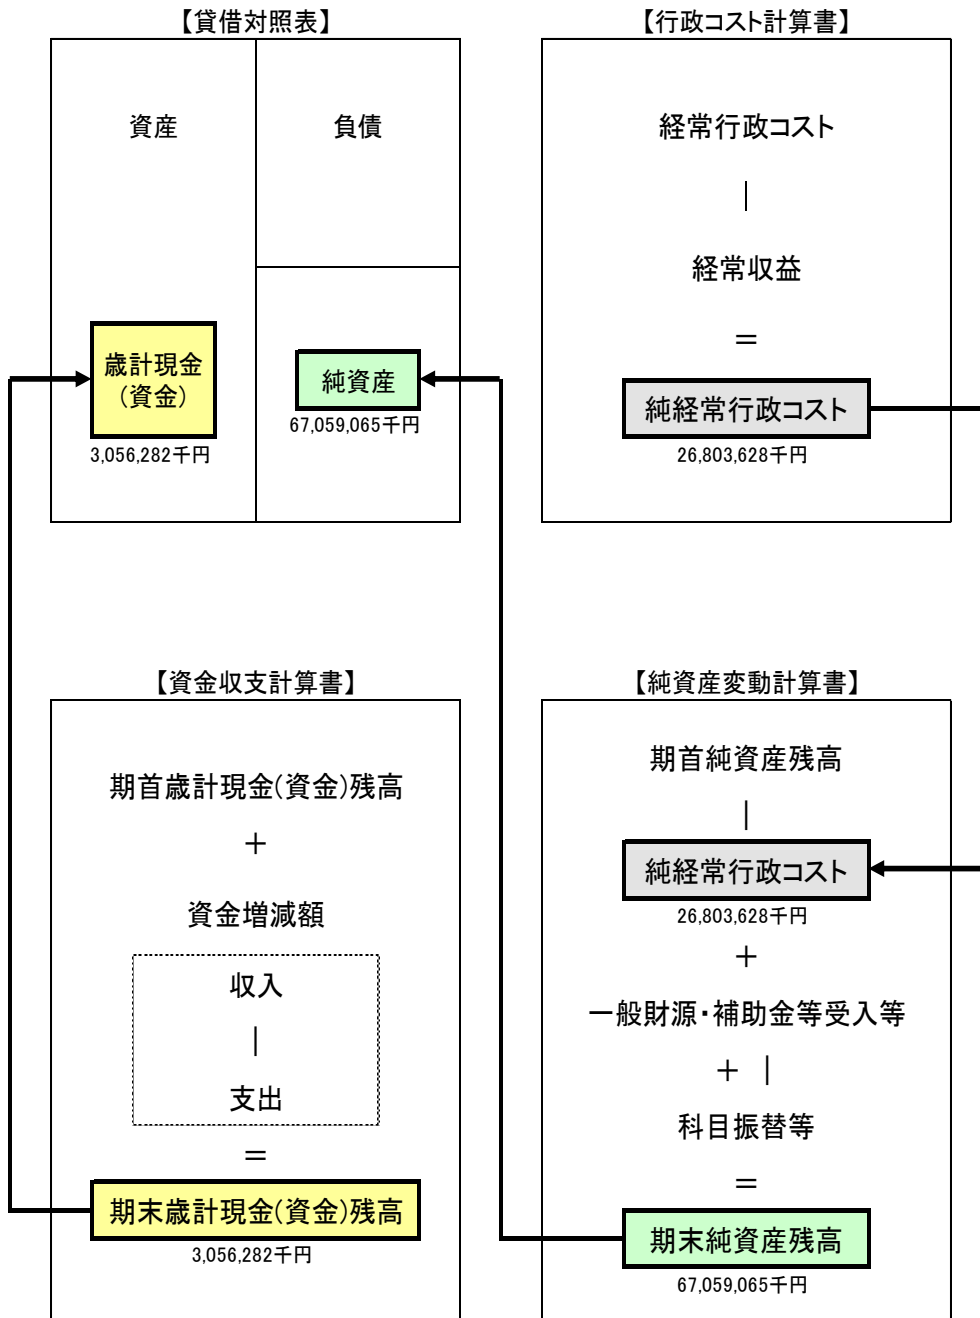 【貸借対照表】
資産
負債
歳計現金
(資金)
3,056,282千円
純資産
67,059,065千円
【行政コスト計算書】
経常行政コスト
｜
経常収益
＝
純経常行政コスト
26,803,628千円
【資金収支計算書】
期首歳計現金(資金)残高
＋
資金増減額
収入
｜
支出
＝
期末歳計現金(資金)残高
3,056,282千円
【純資産変動計算書】
期首純資産残高
｜
純経常行政コスト
26,803,628千円
＋
一般財源・補助金等受入等
＋ ｜
科目振替等
＝
期末純資産残高
67,059,065千円